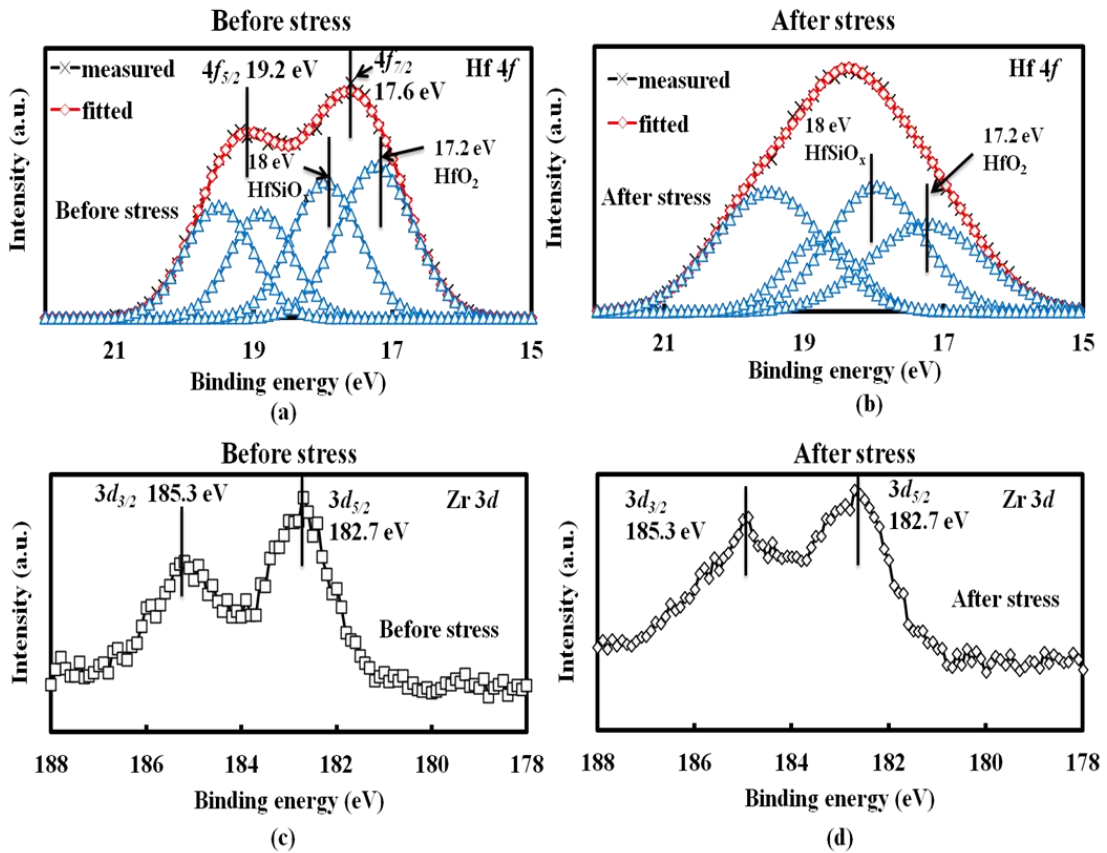 Before stress
measured
fitted
4f5/2 19.2 eV
4f7/2
17.6 eV
Hf 4f
18 eV
HfSiOx
17.2 eV
HfO2
Before stress
Intensity (a.u.)
21 19 17 15
Binding energy (eV)
(a)
After stress
measured
fitted
Hf 4f
18 eV
HfSiOx
17.2 eV
HfO2
After stress
Intensity (a.u.)
21 19 17 15
Binding energy (eV)
(b)
Before stress
3d3/2 185.3 eV
3d5/2
182.7 eV
Zr 3d
Before stress
Intensity (a.u.)
188 186 184 182 180 178
Binding energy (eV)
(c)
After stress
3d3/2
185.3 eV
3d5/2
182.7 eV
Zr 3d
After stress
Intensity (a.u.)
188 186 184 182 180 178
Binding energy (eV)
(d)